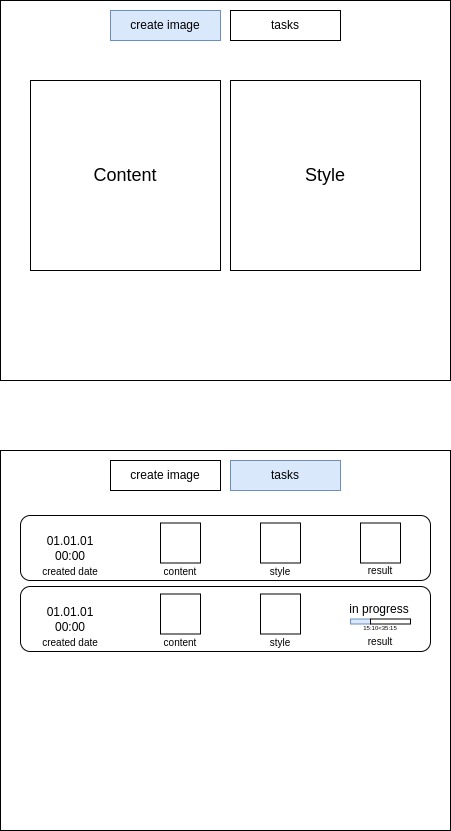 create image
tasks
Content
Style
create image
tasks
01.01.01
00:00
created date
content
style
result
01.01.01
00:00
created date
content
style
in progress
15:10<35:15
result